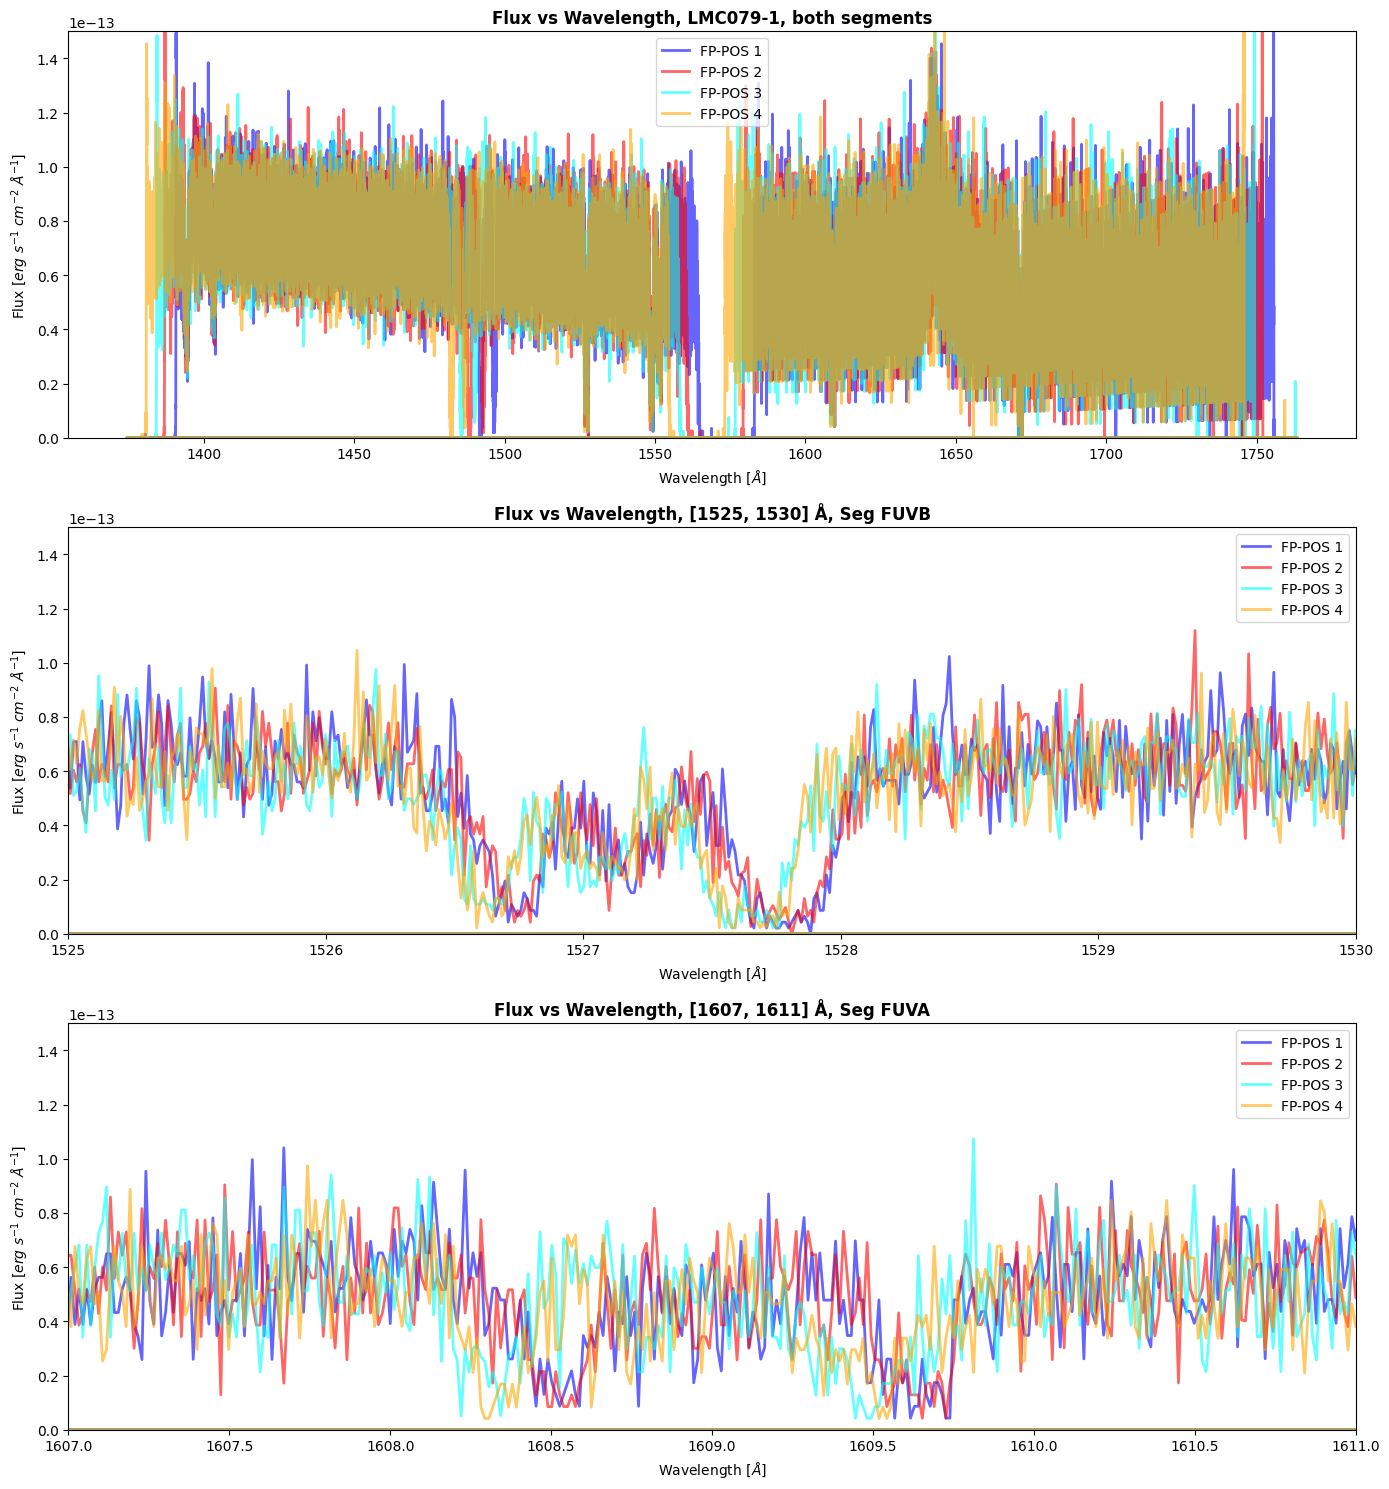 Flux vs Wavelength, LMC079-1, both segments
1e−13
Flux [erg s⁻¹ cm⁻² Å⁻¹]
1.4
1.2
1.0
0.8
0.6
0.4
0.2
0.0
FP-POS 1
FP-POS 2
FP-POS 3
FP-POS 4
1400 1450 1500 1550 1600 1650 1700 1750
Wavelength [Å]
Flux vs Wavelength, [1525, 1530] Å, Seg FUVB
1e−13
Flux [erg s⁻¹ cm⁻² Å⁻¹]
1.4
1.2
1.0
0.8
0.6
0.4
0.2
0.0
FP-POS 1
FP-POS 2
FP-POS 3
FP-POS 4
1525 1526 1527 1528 1529 1530
Wavelength [Å]
Flux vs Wavelength, [1607, 1611] Å, Seg FUVA
1e−13
Flux [erg s⁻¹ cm⁻² Å⁻¹]
1.4
1.2
1.0
0.8
0.6
0.4
0.2
0.0
FP-POS 1
FP-POS 2
FP-POS 3
FP-POS 4
1607.0 1607.5 1608.0 1608.5 1609.0 1609.5 1610.0 1610.5 1611.0
Wavelength [Å]